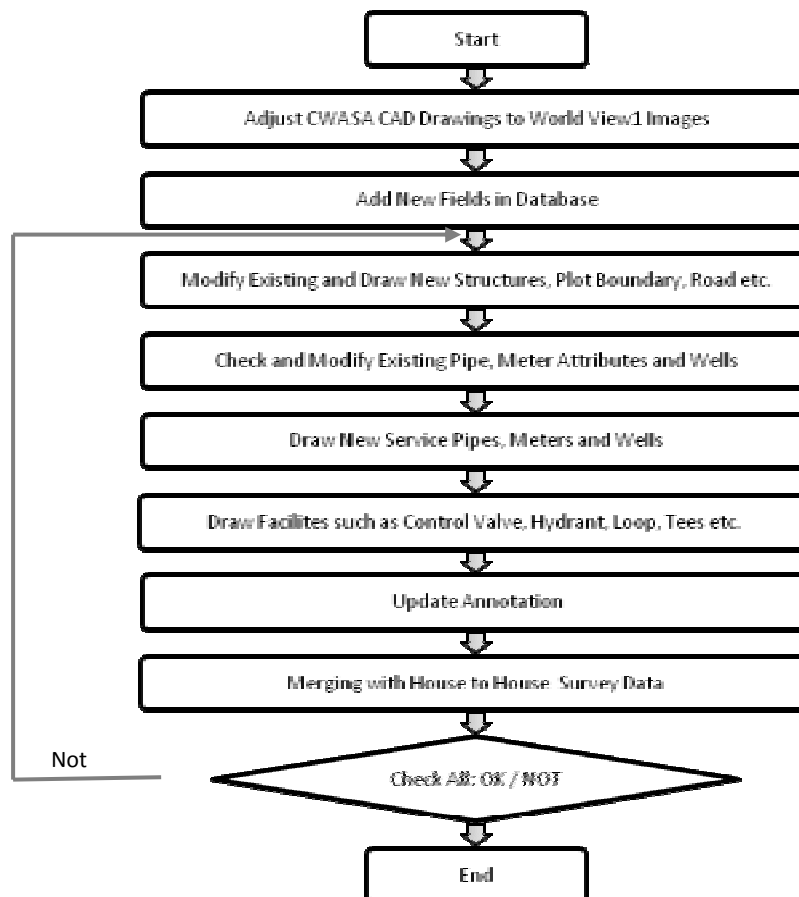 Start
Adjust CWASA CAD Drawings to World View1 Images
Add New Fields in Database
Modify Existing and Draw New Structures, Plot Boundary, Road etc.
Check and Modify Existing Pipe, Meter Attributes and Wells
Draw New Service Pipes, Meters and Wells
Draw Facilites such as Control Valve, Hydrant, Loop, Tees etc.
Update Annotation
Merging with House to House Survey Data
Not
Check All: OK / NOT
End